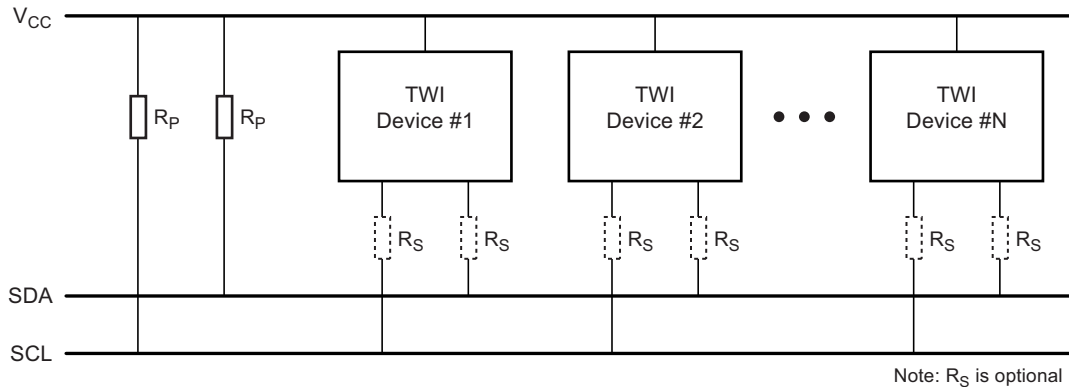 VCC
RP
RP
TWI
Device #1
TWI
Device #2
• • •
TWI
Device #N
RS
RS
RS
RS
RS
RS
SDA
SCL
Note: RS is optional